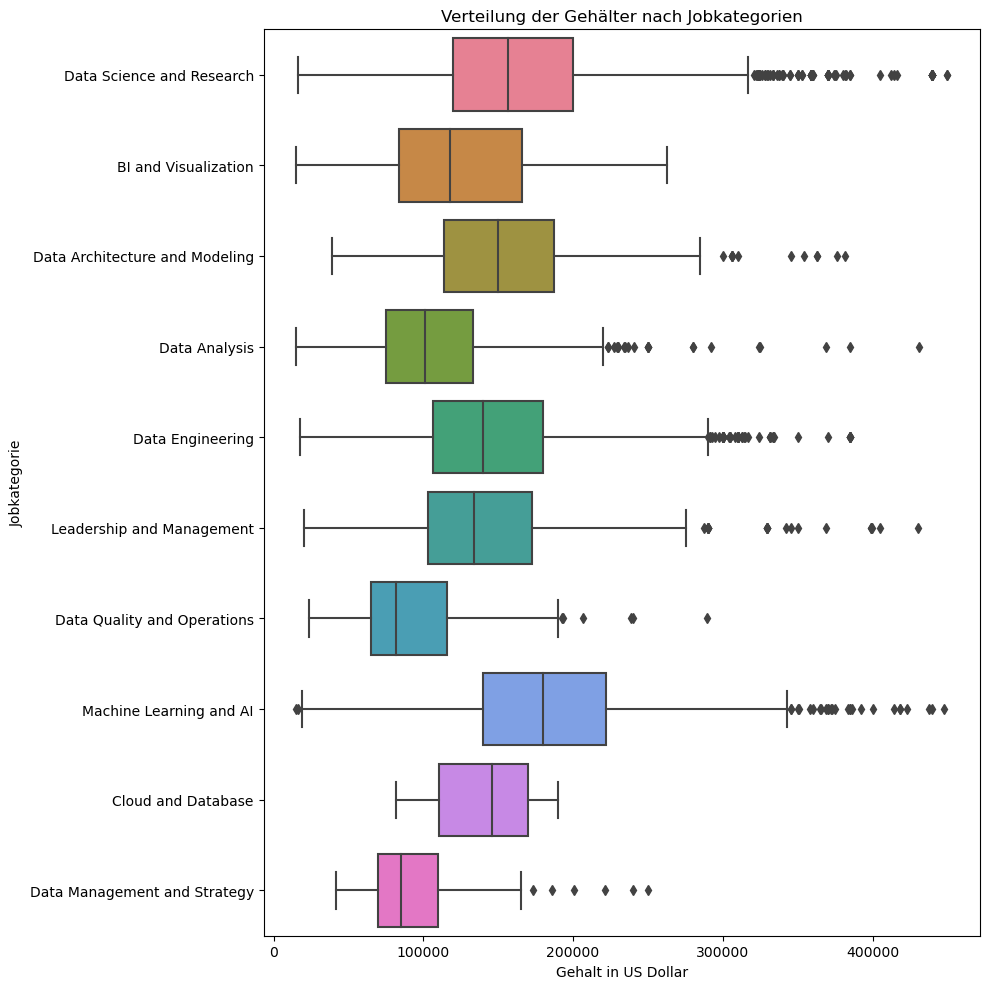 Verteilung der Gehälter nach Jobkategorien
Jobkategorie
Data Science and Research
BI and Visualization
Data Architecture and Modeling
Data Analysis
Data Engineering
Leadership and Management
Data Quality and Operations
Machine Learning and AI
Cloud and Database
Data Management and Strategy
0 100000 200000 300000 400000
Gehalt in US Dollar